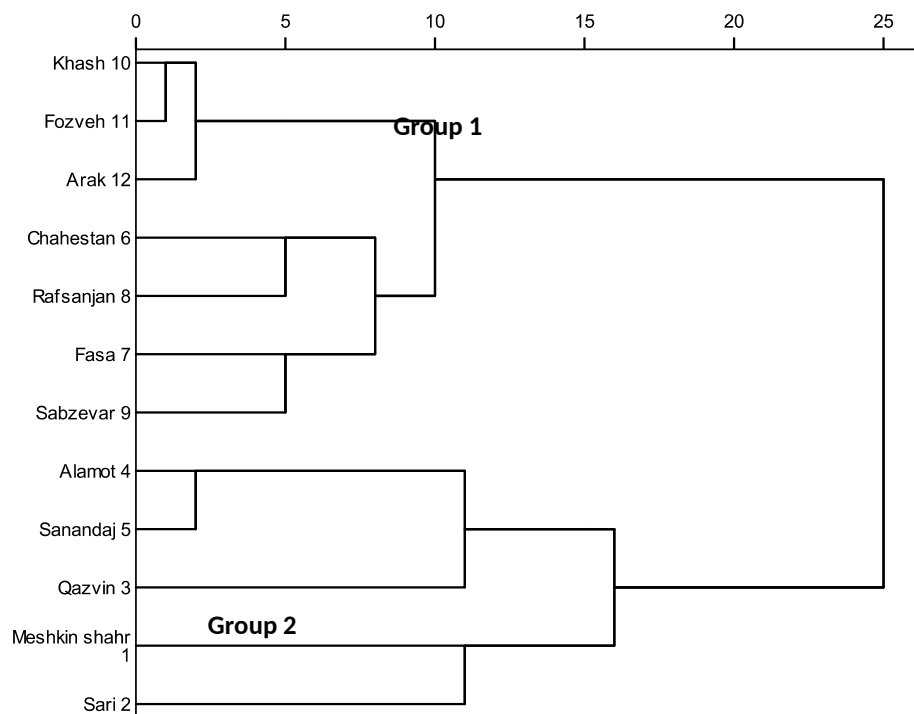 0 5 10 15 20 25
Khash 10
Fozveh 11
Group 1
Arak 12
Chahestan 6
Rafsanjan 8
Fasa 7
Sabzevar 9
Alamot 4
Sanandaj 5
Qazvin 3
Group 2
Meshkin shahr
1
Sari 2